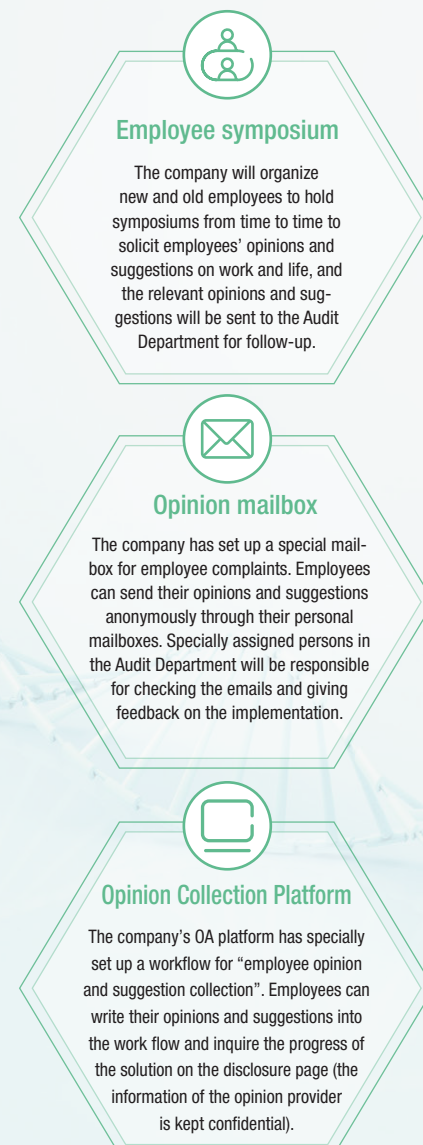 Employee symposium
The company will organize
new and old employees to hold
symposiums from time to time to
solicit employees’ opinions and
suggestions on work and life, and
the relevant opinions and sug-
gestions will be sent to the Audit
Department for follow-up.
Opinion mailbox
The company has set up a special mail-
box for employee complaints. Employees
can send their opinions and suggestions
anonymously through their personal
mailboxes. Specially assigned persons in
the Audit Department will be responsible
for checking the emails and giving
feedback on the implementation.
Opinion Collection Platform
The company’s OA platform has specially
set up a workflow for “employee opinion
and suggestion collection”. Employees can
write their opinions and suggestions into
the work flow and inquire the progress of
the solution on the disclosure page (the
information of the opinion provider
is kept confidential).